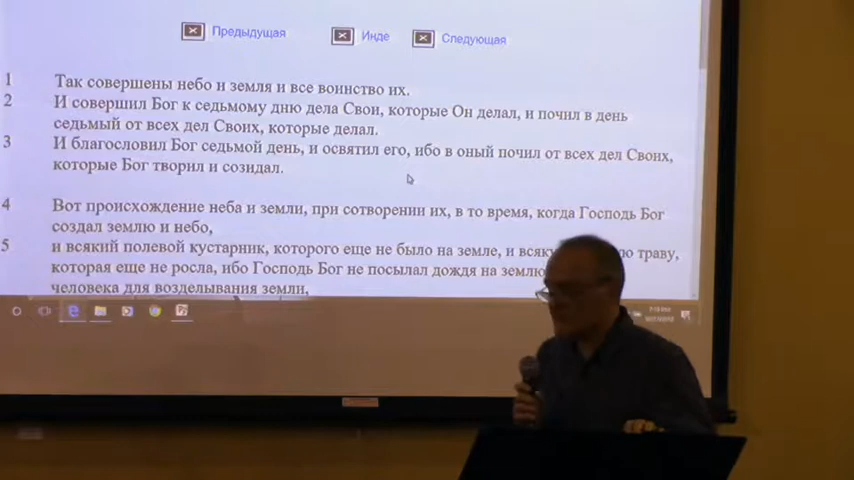 Предыдущая Инде Следующая
1 Так совершены небо и земля и все воинство их.
2 И совершил Бог к седьмому дню дела Свои, которые Он делал, и почил в день
седьмый от всех дел Своих, которые делал.
3 И благословил Бог седьмой день, и освятил его, ибо в оный почил от всех дел Своих,
которые Бог творил и созидал.
4 Вот происхождение неба и земли, при сотворении их, в то время, когда Господь Бог
создал землю и небо,
5 и всякий полевой кустарник, которого еще не было на земле, и всяку траву,
которая еще не росла, ибо Господь Бог не посылал дождя на землю
человека для возделывания земли,